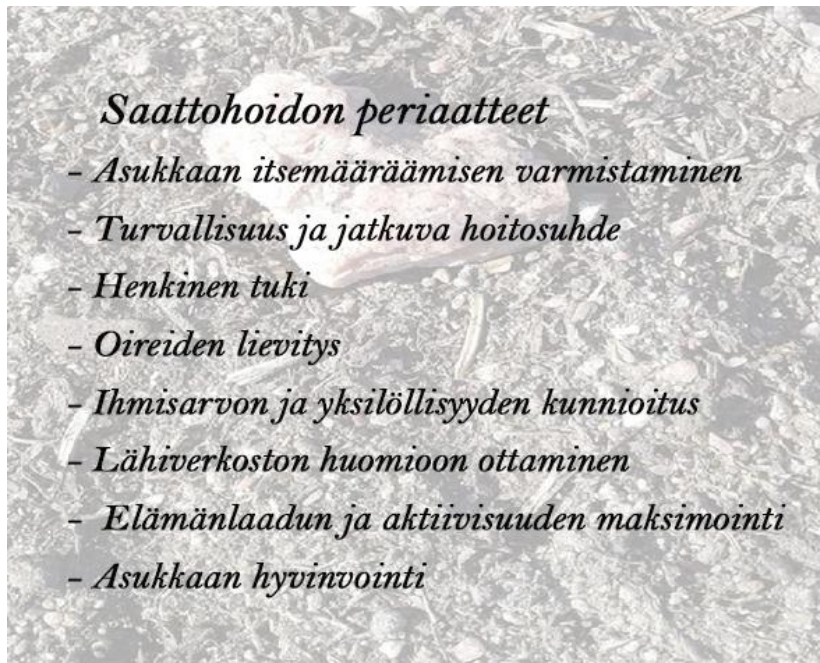 Saattohoidon periaatteet
- Asukkaan itsemääräämisen varmistaminen
- Turvallisuus ja jatkuva hoitosuhde
- Henkinen tuki
- Oireiden lievitys
- Ihmisarvon ja yksilöllisyyden kunnioitus
- Lähiverkoston huomioon ottaminen
- Elämänlaadun ja aktiivisuuden maksimointi
- Asukkaan hyvinvointi